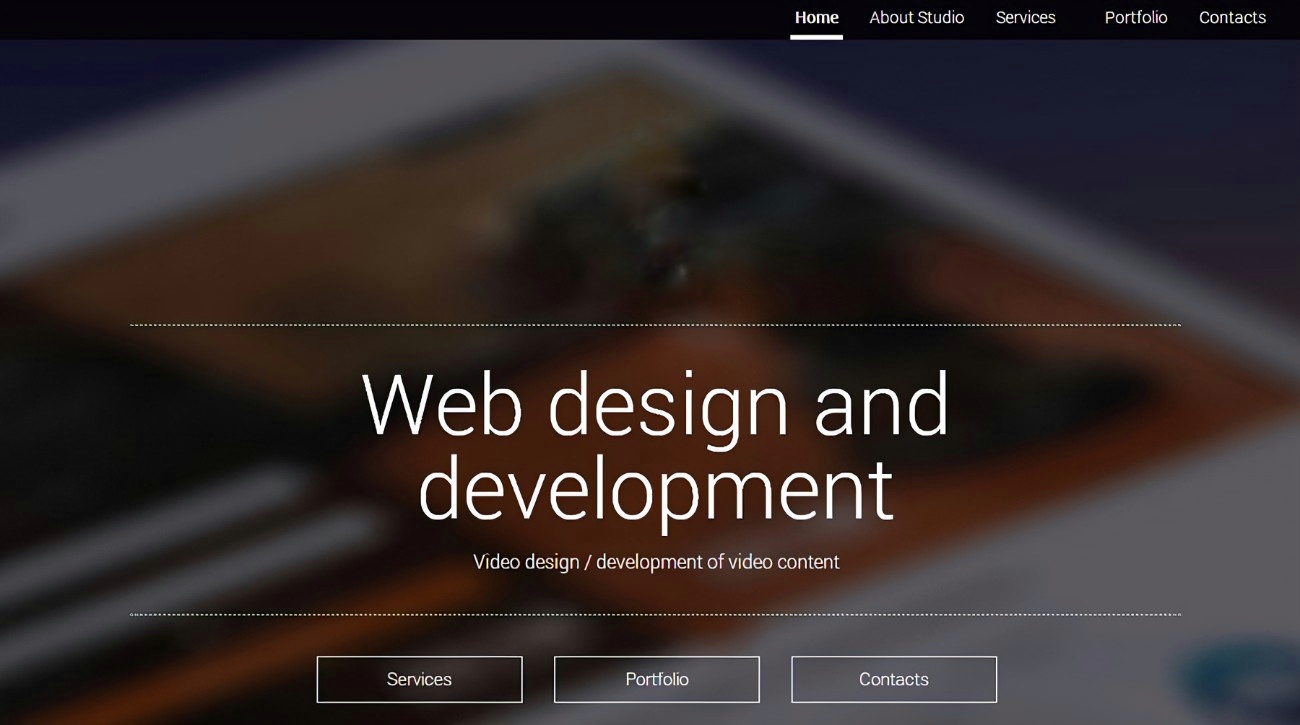 Home About Studio Services Portfolio Contacts
Web design and
development
Video design / development of video content
Services Portfolio Contacts